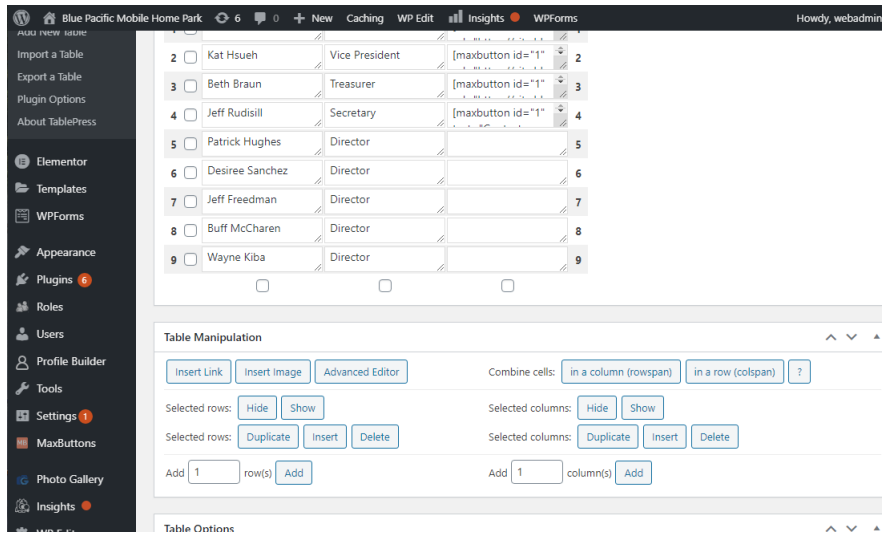 Blue Pacific Mobile Home Park 6 0 + New Caching WP Edit Insights WPForms Howdy, webadmin
Add New Table
Import a Table
Export a Table
Plugin Options
About TablePress
Elementor
Templates
WPForms
Appearance
Plugins 6
Roles
Users
Profile Builder
Tools
Settings 1
MaxButtons
Photo Gallery
Insights
WP Edit
1 1
2 Kat Hsueh Vice President [maxbutton id="1" 2
3 Beth Braun Treasurer [maxbutton id="1" 3
4 Jeff Rudisill Secretary [maxbutton id="1" 4
5 Patrick Hughes Director 5
6 Desiree Sanchez Director 6
7 Jeff Freedman Director 7
8 Buff McCharen Director 8
9 Wayne Kiba Director 9
Table Manipulation
Insert Link Insert Image Advanced Editor Combine cells: in a column (rowspan) in a row (colspan) ?
Selected rows: Hide Show Selected columns: Hide Show
Selected rows: Duplicate Insert Delete Selected columns: Duplicate Insert Delete
Add 1 row(s) Add Add 1 column(s) Add
Table Options